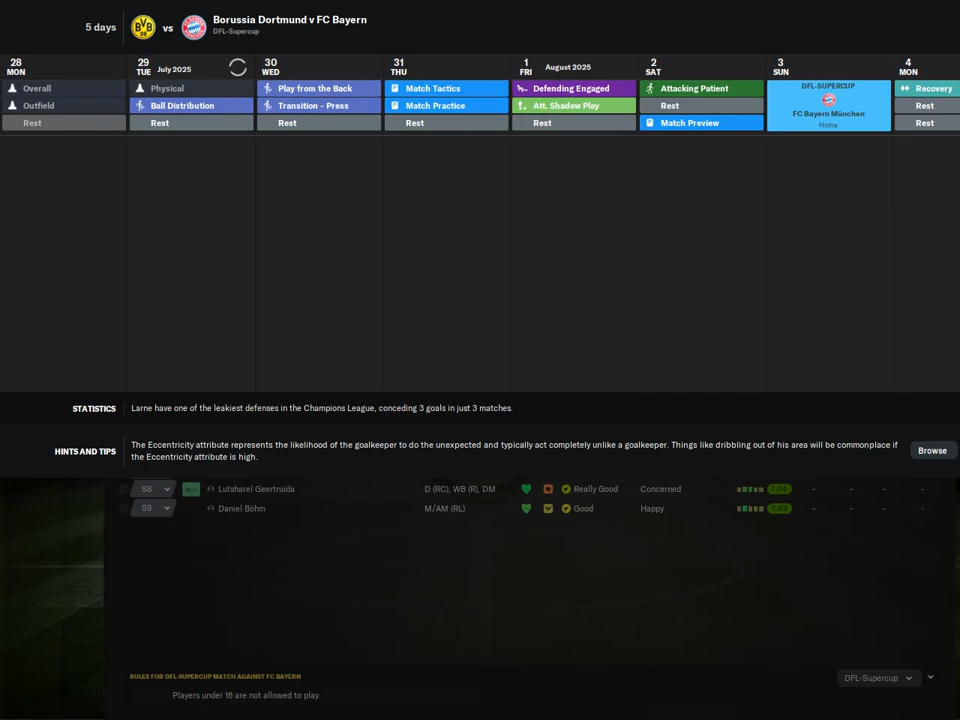 5 days
vs
Borussia Dortmund v FC Bayern
DFL-Supercup
28
MON
29
TUE July 2025
30
WED
31
THU
1
FRI August 2025
2
SAT
3
SUN
4
MON
Overall
Outfield
Rest
Physical
Ball Distribution
Rest
Play from the Back
Transition - Press
Rest
Match Tactics
Match Practice
Rest
Defending Engaged
Att. Shadow Play
Rest
Attacking Patient
Rest
Match Preview
DFL-SUPERCUP
FC Bayern München
Home
Recovery
Rest
Rest
STATISTICS Larne have one of the leakiest defenses in the Champions League, conceding 3 goals in just 3 matches.
HINTS AND TIPS The Eccentricity attribute represents the likelihood of the goalkeeper to do the unexpected and typically act completely unlike a goalkeeper. Things like dribbling out of his area will be commonplace if
the Eccentricity attribute is high.
Browse
S8 Lutsharel Geertruida D (RC), WB (R), DM Really Good Concerned - - - -
S9 Daniel Böhm M/AM (RL) Good Happy - - - -
RULES FOR DFL-SUPERCUP MATCH AGAINST FC BAYERN
DFL-Supercup
Players under 16 are not allowed to play.